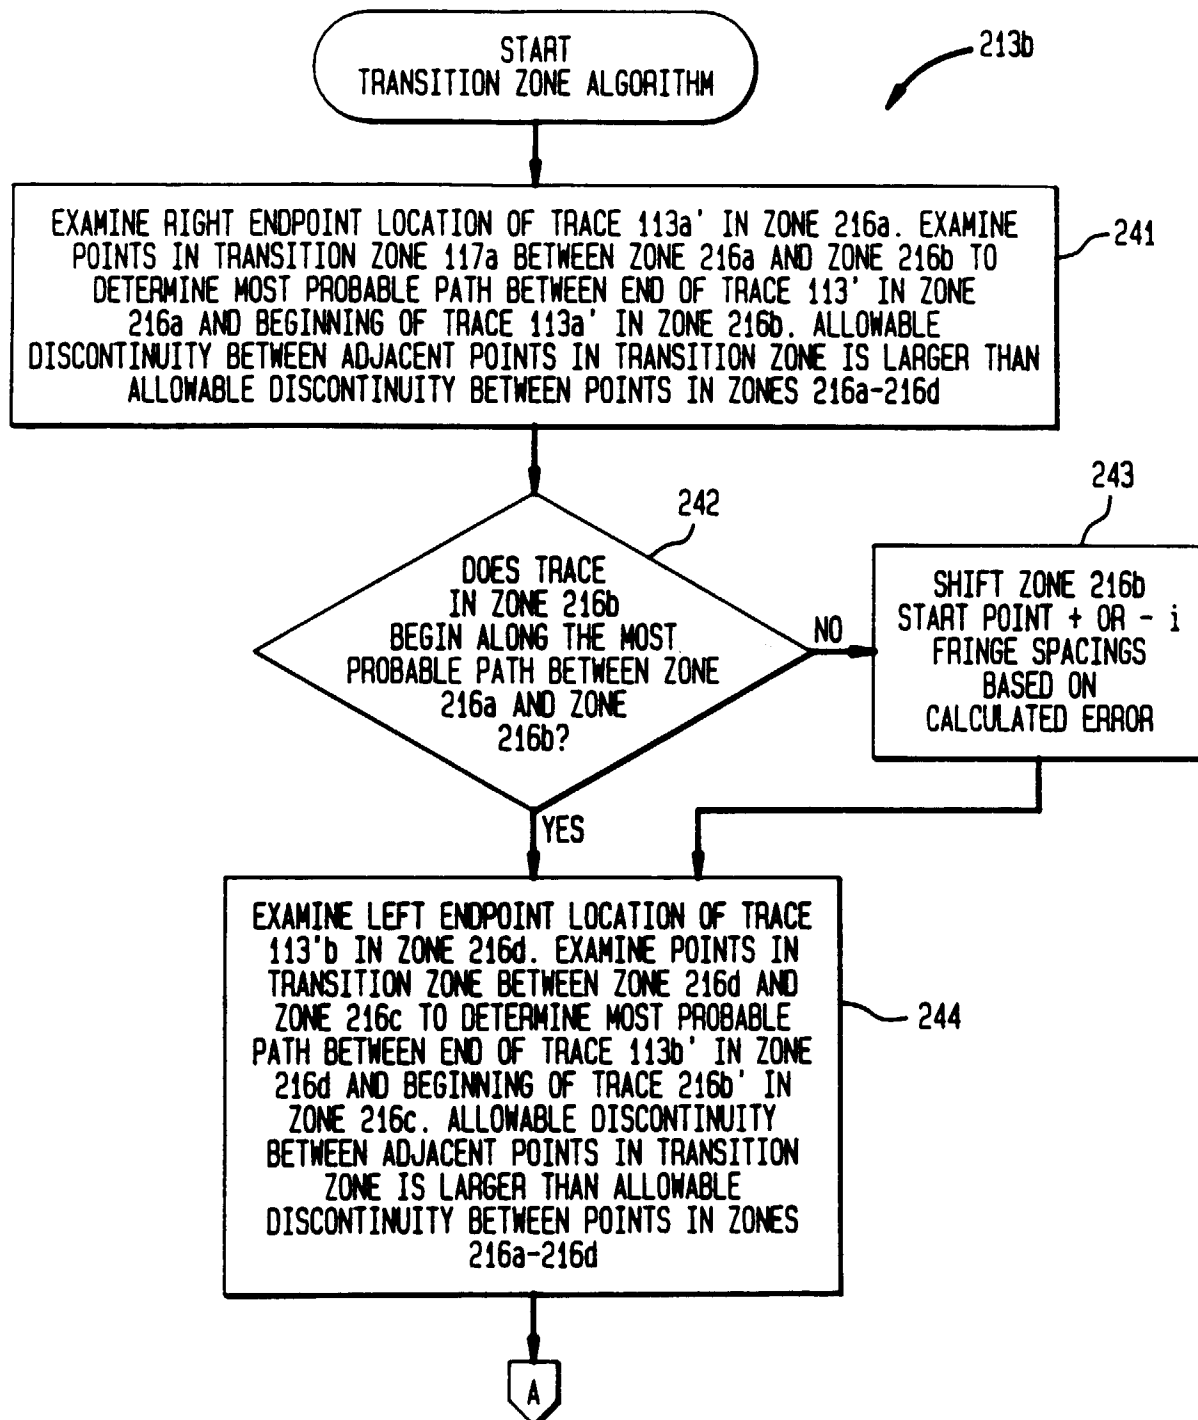 START
TRANSITION ZONE ALGORITHM
213b
EXAMINE RIGHT ENDPOINT LOCATION OF TRACE 113a' IN ZONE 216a. EXAMINE
POINTS IN TRANSITION ZONE 117a BETWEEN ZONE 216a AND ZONE 216b TO
DETERMINE MOST PROBABLE PATH BETWEEN END OF TRACE 113' IN ZONE
216a AND BEGINNING OF TRACE 113a' IN ZONE 216b. ALLOWABLE
DISCONTINUITY BETWEEN ADJACENT POINTS IN TRANSITION ZONE IS LARGER THAN
ALLOWABLE DISCONTINUITY BETWEEN POINTS IN ZONES 216a-216d
241
242
DOES TRACE
IN ZONE 216b
BEGIN ALONG THE MOST
PROBABLE PATH BETWEEN ZONE
216a AND ZONE
216b?
NO
243
SHIFT ZONE 216b
START POINT + OR - i
FRINGE SPACINGS
BASED ON
CALCULATED ERROR
YES
EXAMINE LEFT ENDPOINT LOCATION OF TRACE
113'b IN ZONE 216d. EXAMINE POINTS IN
TRANSITION ZONE BETWEEN ZONE 216d AND
ZONE 216c TO DETERMINE MOST PROBABLE
PATH BETWEEN END OF TRACE 113b' IN ZONE
216d AND BEGINNING OF TRACE 216b' IN
ZONE 216c. ALLOWABLE DISCONTINUITY
BETWEEN ADJACENT POINTS IN TRANSITION
ZONE IS LARGER THAN ALLOWABLE
DISCONTINUITY BETWEEN POINTS IN ZONES
216a-216d
244
A